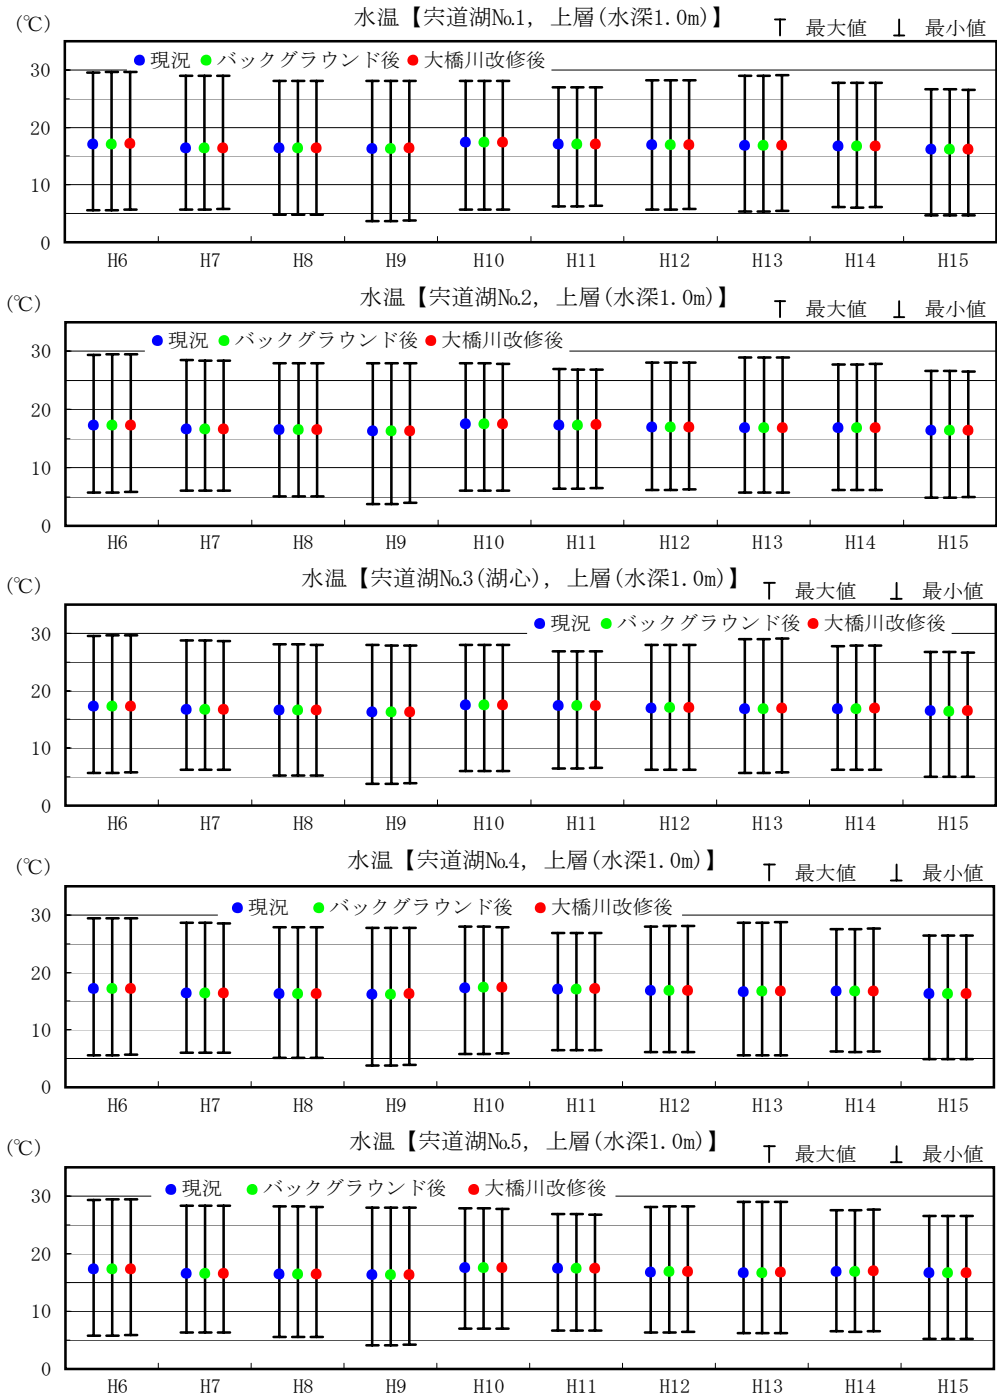 (℃) 水温【宍道湖№1, 上層(水深1.0m)】 最大値 最小値
30 現況 バックグラウンド後 大橋川改修後
20
10
0
H6 H7 H8 H9 H10 H11 H12 H13 H14 H15
(℃) 水温【宍道湖№2, 上層(水深1.0m)】 最大値 最小値
30 現況 バックグラウンド後 大橋川改修後
20
10
0
H6 H7 H8 H9 H10 H11 H12 H13 H14 H15
(℃) 水温【宍道湖№3(湖心), 上層(水深1.0m)】 最大値 最小値
30 現況 バックグラウンド後 大橋川改修後
20
10
0
H6 H7 H8 H9 H10 H11 H12 H13 H14 H15
(℃) 水温【宍道湖№4, 上層(水深1.0m)】 最大値 最小値
30 現況 バックグラウンド後 大橋川改修後
20
10
0
H6 H7 H8 H9 H10 H11 H12 H13 H14 H15
(℃) 水温【宍道湖№5, 上層(水深1.0m)】 最大値 最小値
30 現況 バックグラウンド後 大橋川改修後
20
10
0
H6 H7 H8 H9 H10 H11 H12 H13 H14 H15